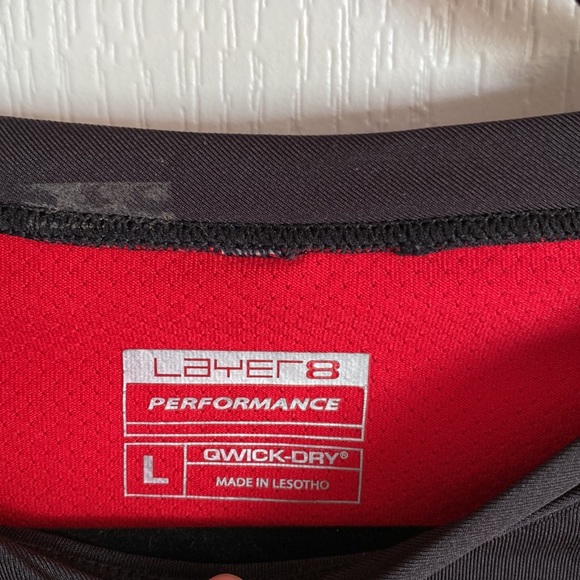 LAYER8
PERFORMANCE
L
QWICK-DRY®
MADE IN LESOTHO